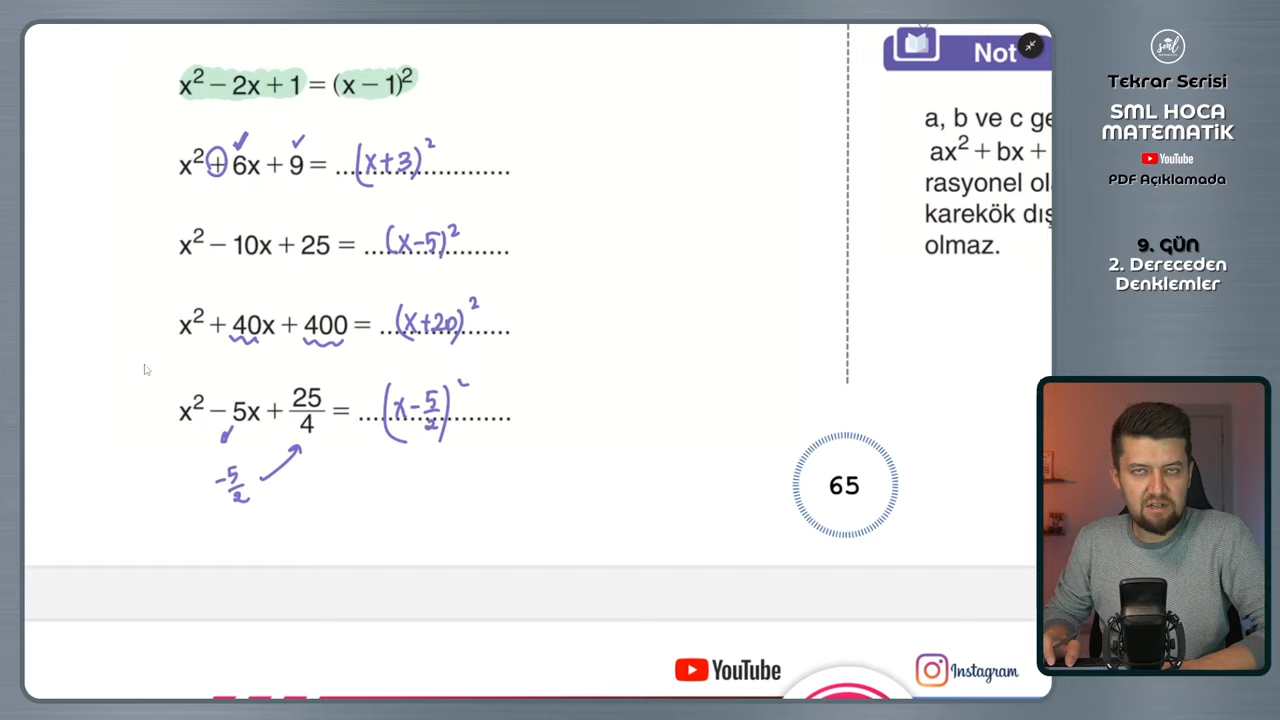 x² − 2x + 1 = (x − 1)²
x² + 6x + 9 = ....(x+3)²....................
x² − 10x + 25 = ....(x−5)²....................
x² + 40x + 400 = ....(x+20)²....................
x² − 5x + 25/4 = ....(x − 5/2)²....................
−5/2
65
Not
a, b ve c ge
ax² + bx +
rasyonel ol
karekök dış
olmaz.
sml
Tekrar Serisi
SML HOCA
MATEMATİK
YouTube
PDF Açıklamada
9. GÜN
2. Dereceden
Denklemler
YouTube
Instagram